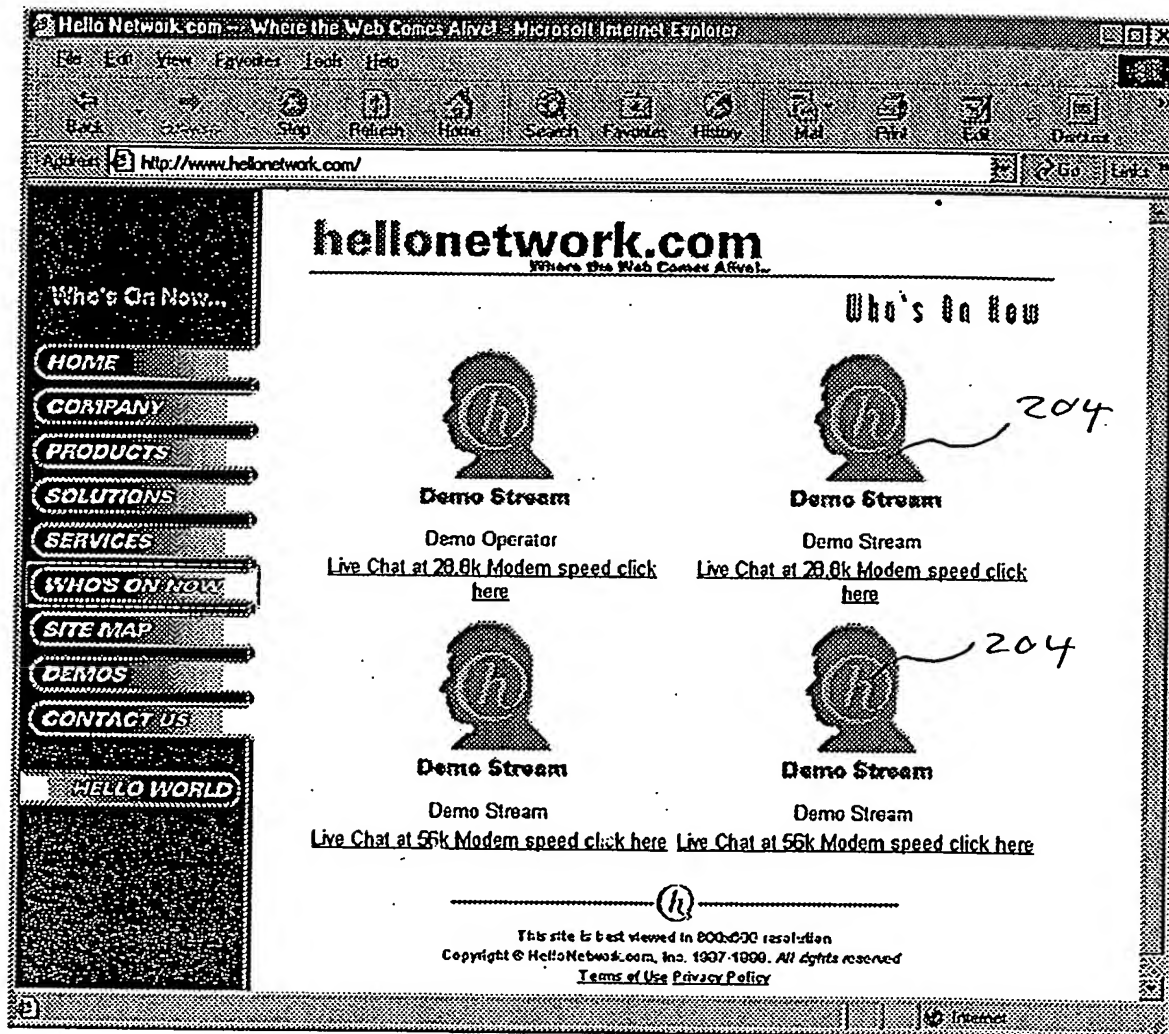 Hello Network.com -- Where the Web Comes Alive! - Microsoft Internet Explorer
File Edit View Favorites Tools Help
Back Stop Refresh Home Search Favorites History Mail Print Edit Discuss
Address http://www.hellonetwork.com/ Go Links
hellonetwork.com
Where the Web Comes Alive!
Who's On Now...
Who's On Now
HOME
COMPANY
PRODUCTS
SOLUTIONS
SERVICES
WHO'S ON NOW
SITE MAP
DEMOS
CONTACT US
HELLO WORLD
h
h
204
Demo Stream
Demo Stream
Demo Operator
Demo Stream
Live Chat at 28.8k Modem speed click
here
Live Chat at 28.8k Modem speed click
here
h
h
204
Demo Stream
Demo Stream
Demo Stream
Demo Stream
Live Chat at 56k Modem speed click here
Live Chat at 56k Modem speed click here
h
This site is best viewed in 800x600 resolution
Copyright © HelloNetwork.com, Inc. 1997-1999. All rights reserved
Terms of Use Privacy Policy
Internet